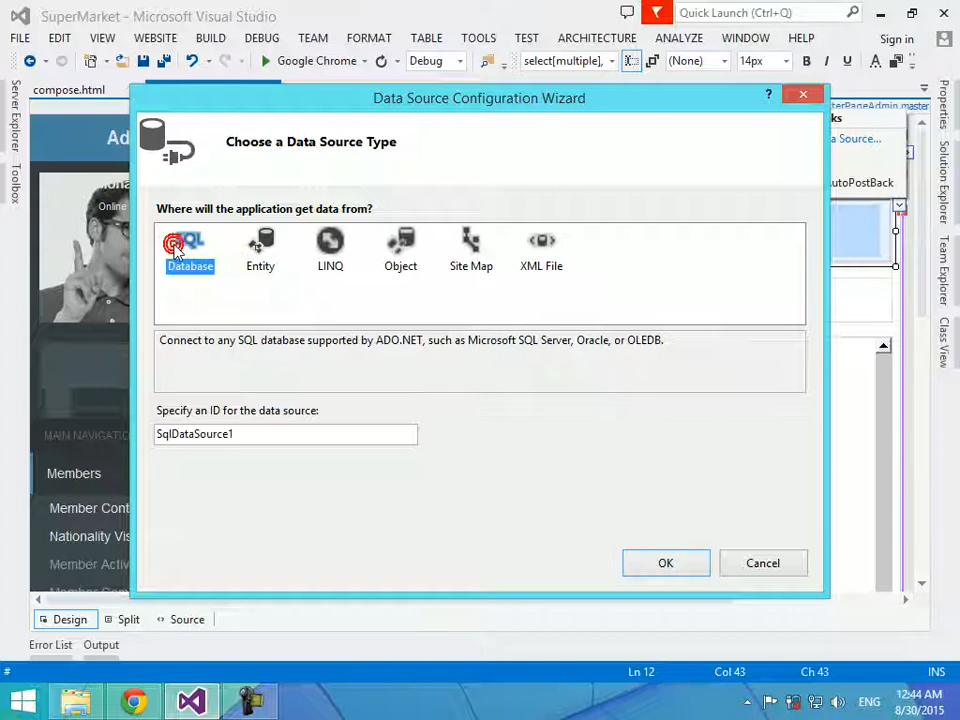 SuperMarket - Microsoft Visual Studio
Quick Launch (Ctrl+Q)
FILE EDIT VIEW WEBSITE BUILD DEBUG TEAM FORMAT TABLE TOOLS TEST ARCHITECTURE ANALYZE WINDOW HELP Sign in
Google Chrome Debug select[multiple], (None) 14px B I U A
compose.html
Data Source Configuration Wizard
?
Choose a Data Source Type
Where will the application get data from?
SQL
Database
Entity
LINQ
Object
Site Map
XML File
Connect to any SQL database supported by ADO.NET, such as Microsoft SQL Server, Oracle, or OLEDB.
Specify an ID for the data source:
SqlDataSource1
OK
Cancel
Server Explorer
Toolbox
Ad
Online
MAIN NAVIGATIO
Members
Member Cont
Nationality Vis
Member Activ
a Source...
AutoPostBack
Properties
Solution Explorer
Team Explorer
Class View
Design Split Source
Error List Output
# Ln 12 Col 43 Ch 43 INS
ENG
12:44 AM
8/30/2015